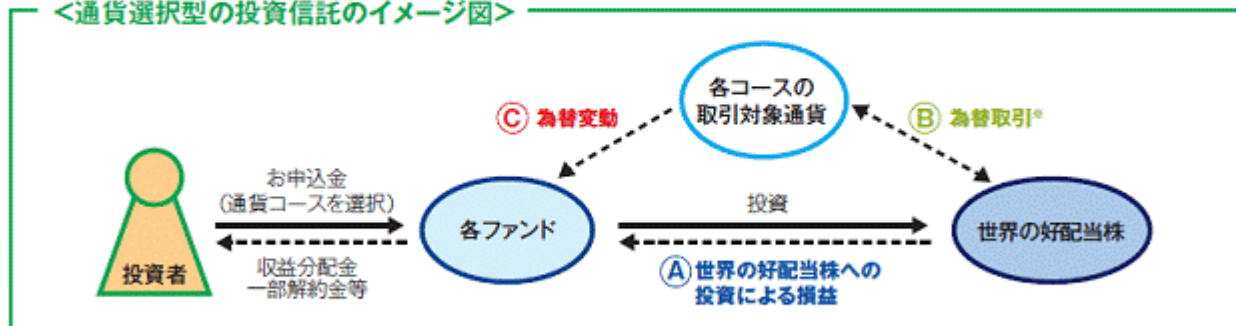 <通貨選択型の投資信託のイメージ図>
各コースの
取引対象通貨
Ⓒ 為替変動
Ⓑ 為替取引※
お申込金
(通貨コースを選択)
投資
各ファンド
世界の好配当株
投資者
収益分配金
一部解約金等
Ⓐ 世界の好配当株への
投資による損益